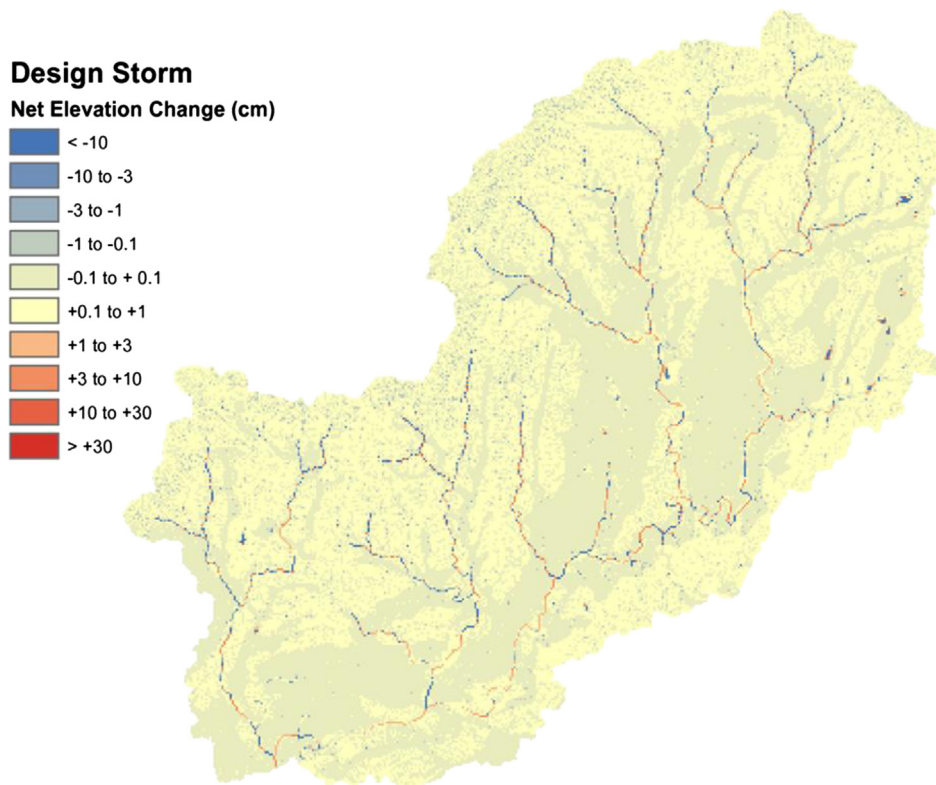 Design Storm
Net Elevation Change (cm)
< -10
-10 to -3
-3 to -1
-1 to -0.1
-0.1 to + 0.1
+0.1 to +1
+1 to +3
+3 to +10
+10 to +30
> +30